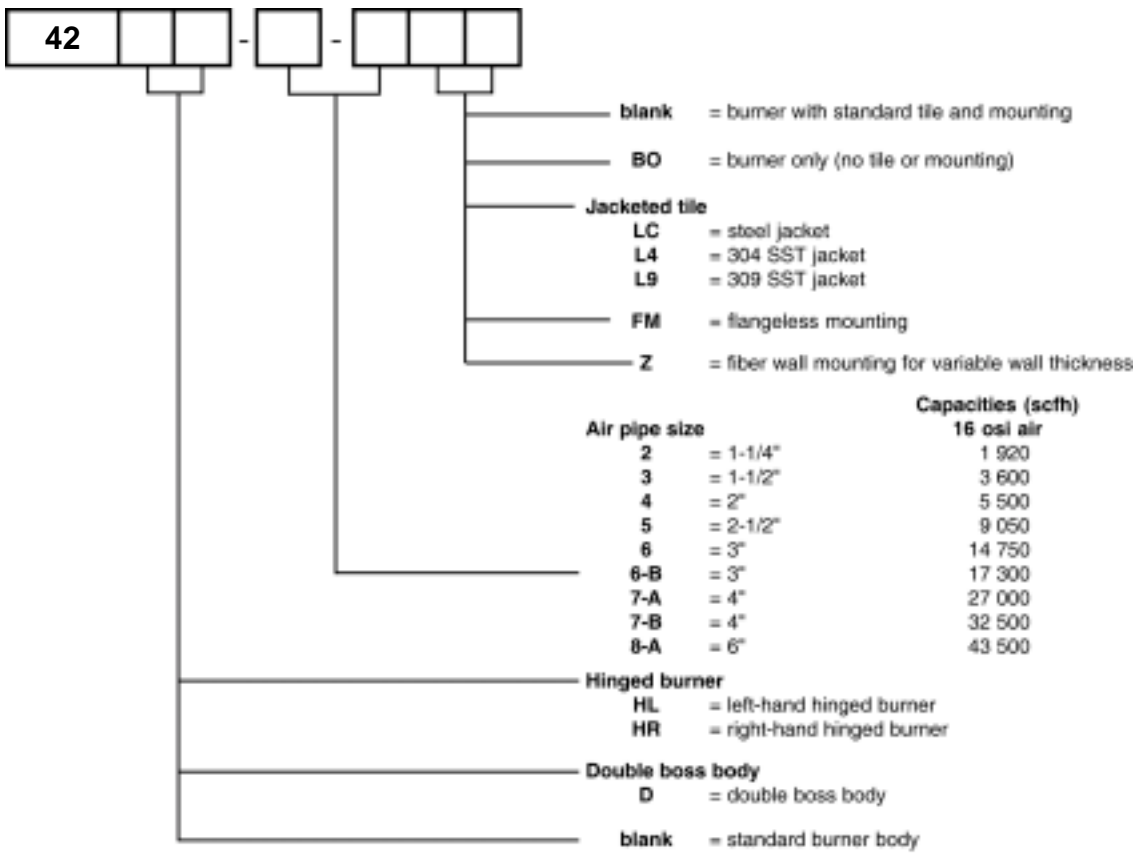 42 - -
blank = burner with standard tile and mounting
BO = burner only (no tile or mounting)
Jacketed tile
LC = steel jacket
L4 = 304 SST jacket
L9 = 309 SST jacket
FM = flangeless mounting
Z = fiber wall mounting for variable wall thickness
Capacities (scfh)
Air pipe size 16 osi air
2 = 1-1/4" 1 920
3 = 1-1/2" 3 600
4 = 2" 5 500
5 = 2-1/2" 9 050
6 = 3" 14 750
6-B = 3" 17 300
7-A = 4" 27 000
7-B = 4" 32 500
8-A = 6" 43 500
Hinged burner
HL = left-hand hinged burner
HR = right-hand hinged burner
Double boss body
D = double boss body
blank = standard burner body